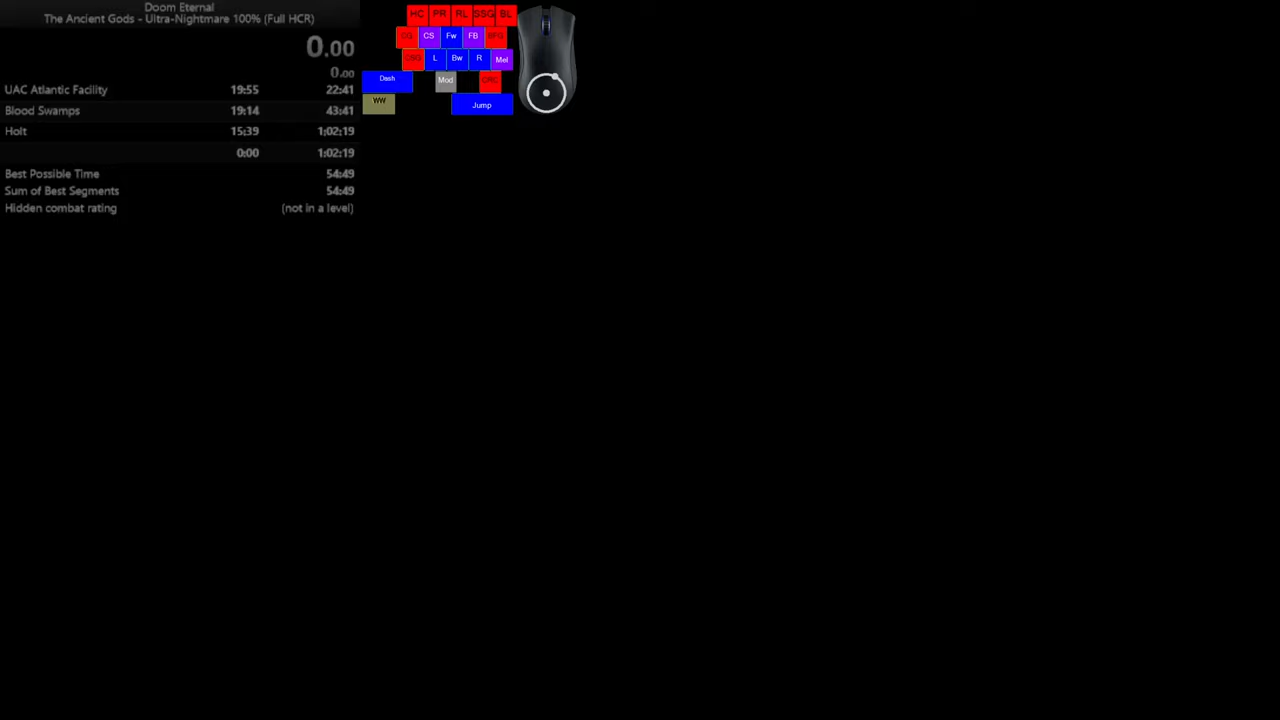 Doom Eternal
The Ancient Gods - Ultra-Nightmare 100% (Full HCR)
0.00
0.00
UAC Atlantic Facility 19:55 22:41
Blood Swamps 19:14 43:41
Holt 15:39 1:02:19
0:00 1:02:19
Best Possible Time 54:49
Sum of Best Segments 54:49
Hidden combat rating (not in a level)
HC PR RL SSG BL
CS Fw FB BFG
L Bw R Mel
Dash Mod
WW Jump